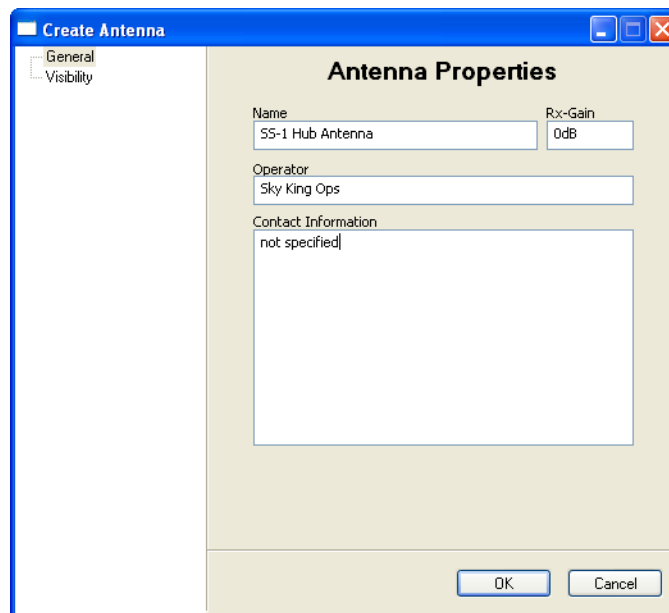 Create Antenna
General
Visibility
Antenna Properties
Name Rx-Gain
SS-1 Hub Antenna 0dB
Operator
Sky King Ops
Contact Information
not specified
OK Cancel